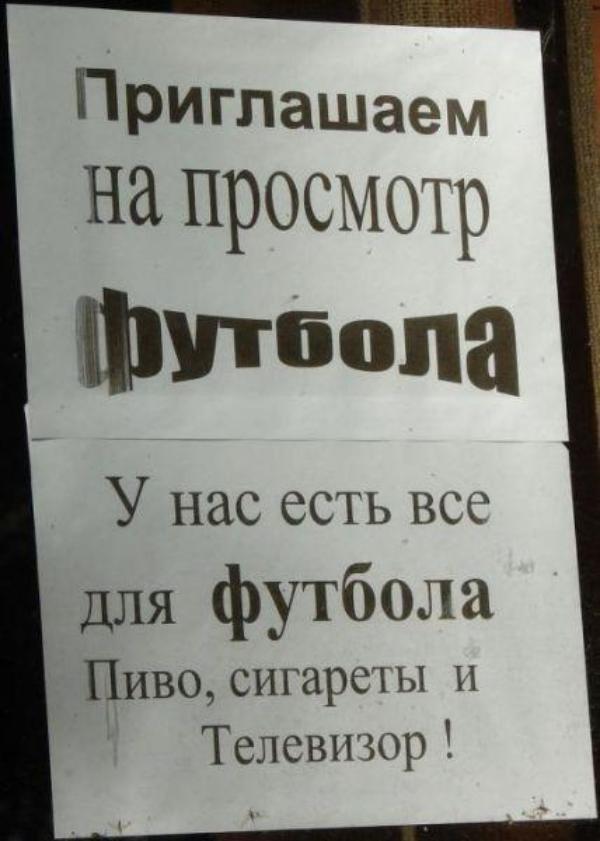 Приглашаем
на просмотр
футбола
У нас есть все
для футбола
Пиво, сигареты и
Телевизор !